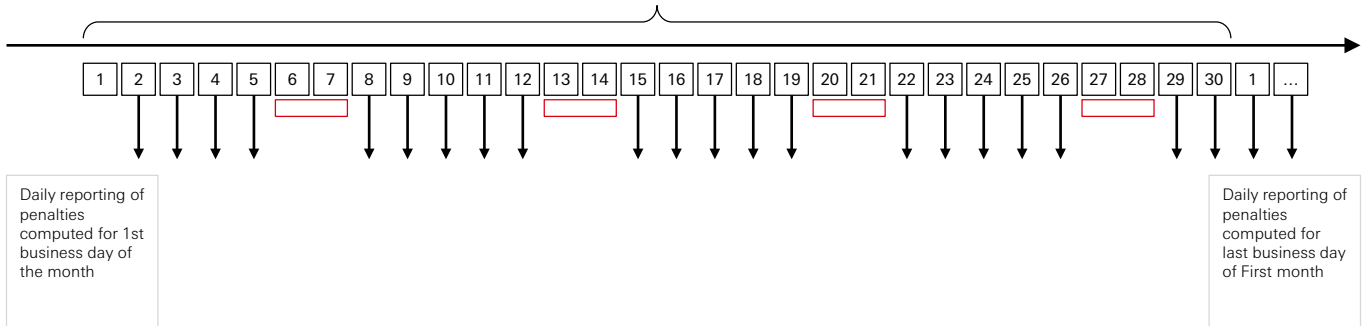 1 2 3 4 5 6 7 8 9 10 11 12 13 14 15 16 17 18 19 20 21 22 23 24 25 26 27 28 29 30 1 ...
Daily reporting of
penalties
computed for 1st
business day of
the month
Daily reporting of
penalties
computed for
last business day
of First month